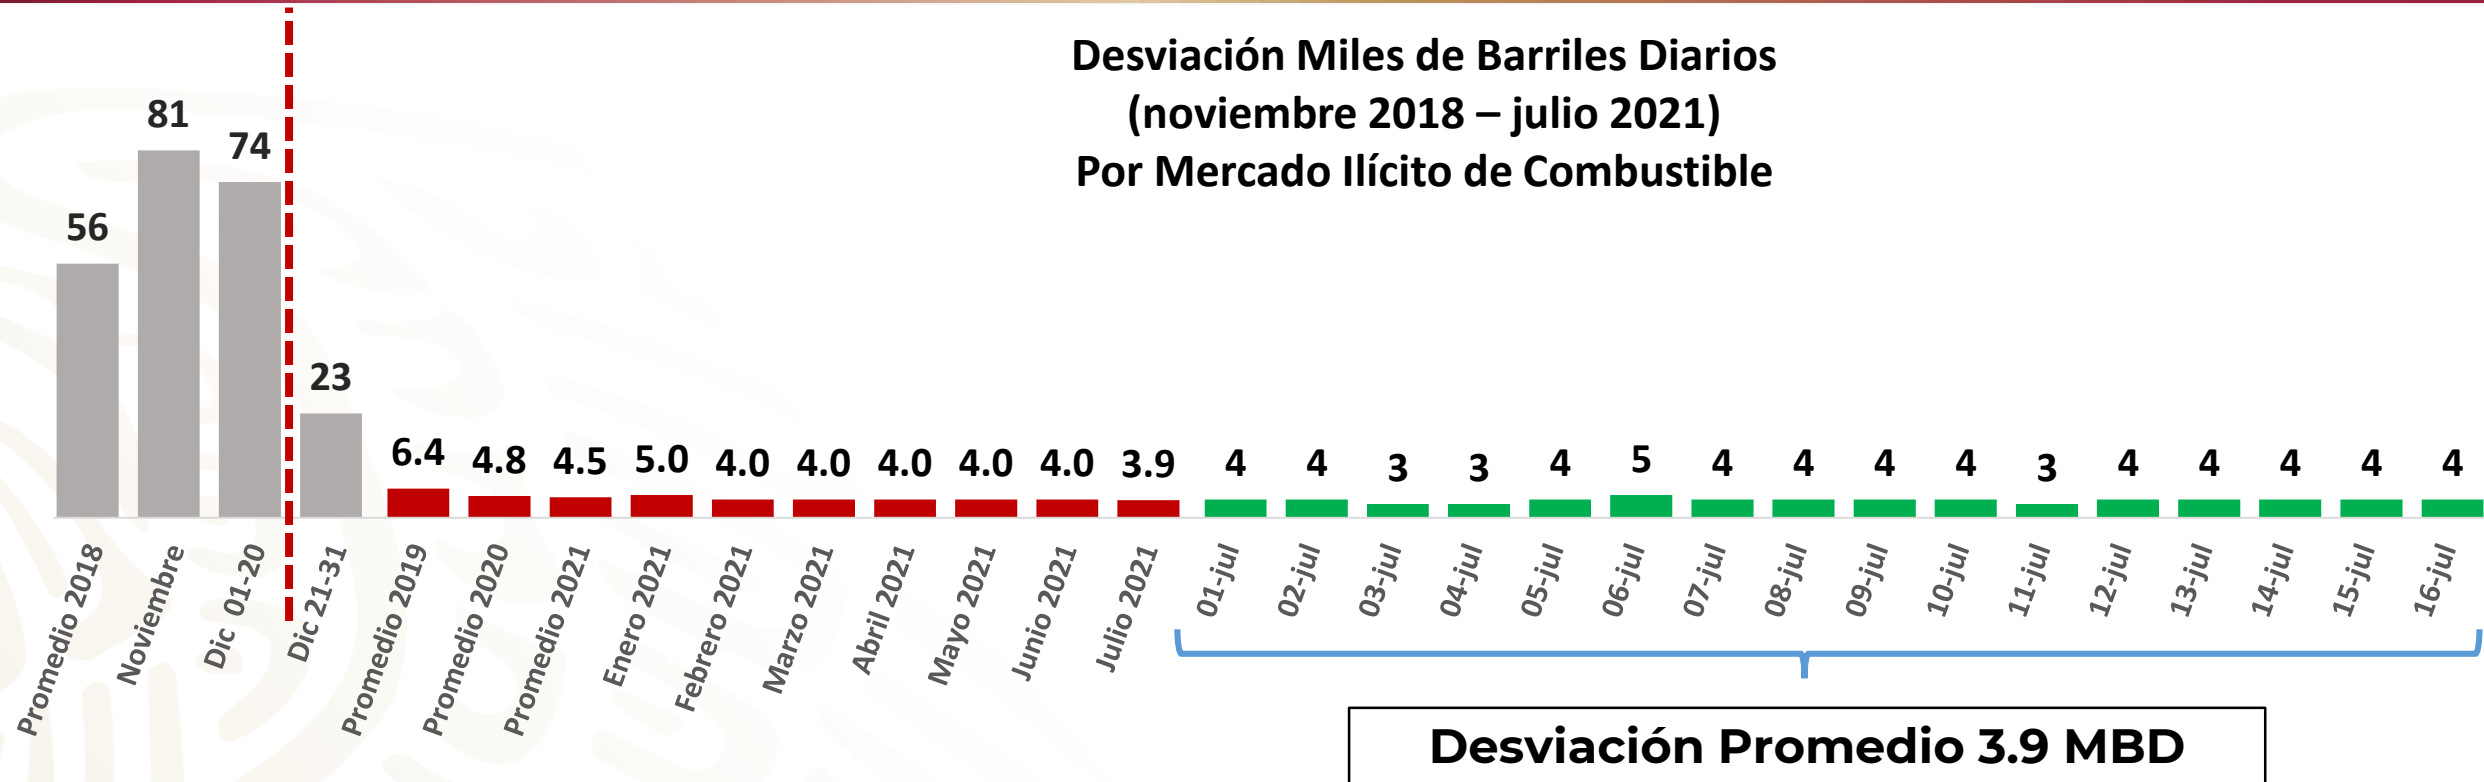 Desviación Miles de Barriles Diarios
(noviembre 2018 – julio 2021)
Por Mercado Ilícito de Combustible
56
81
74
23
6.4
4.8
4.5
5.0
4.0
4.0
4.0
4.0
4.0
3.9
4
4
3
3
4
5
4
4
4
4
3
4
4
4
4
4
Promedio 2018
Noviembre
Dic 01-20
Dic 21-31
Promedio 2019
Promedio 2020
Promedio 2021
Enero 2021
Febrero 2021
Marzo 2021
Abril 2021
Mayo 2021
Junio 2021
Julio 2021
01-jul
02-jul
03-jul
04-jul
05-jul
06-jul
07-jul
08-jul
09-jul
10-jul
11-jul
12-jul
13-jul
14-jul
15-jul
16-jul
Desviación Promedio 3.9 MBD